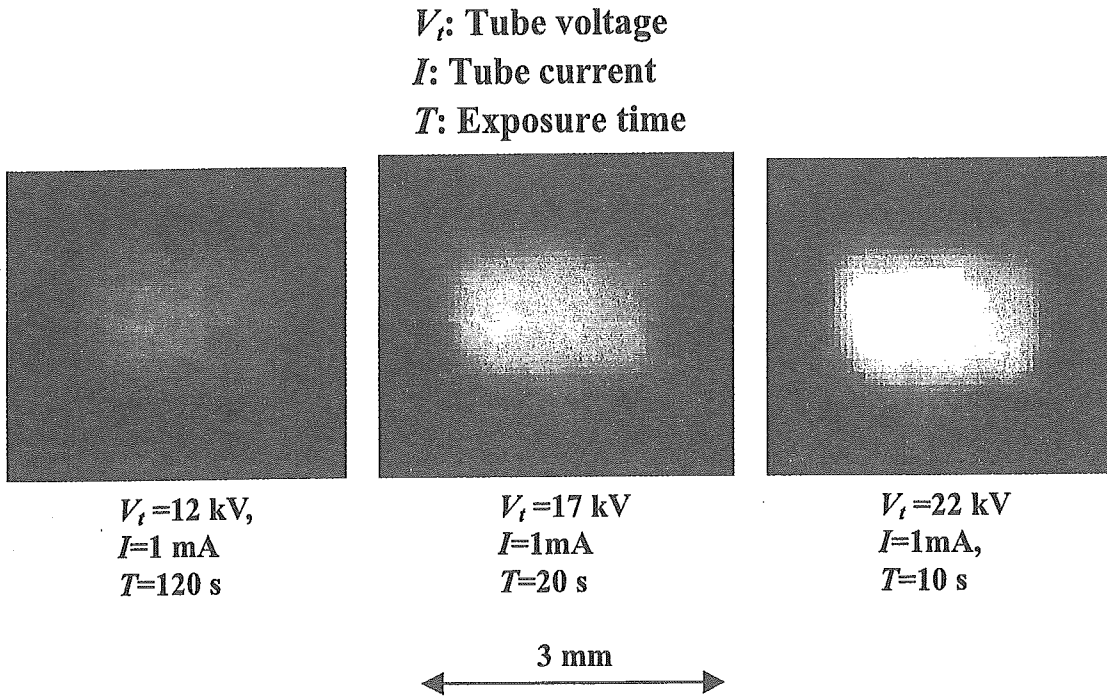 Vt: Tube voltage
I: Tube current
T: Exposure time
Vt =12 kV,
I=1 mA
T=120 s
Vt =17 kV
I=1mA
T=20 s
Vt =22 kV
I=1mA,
T=10 s
3 mm